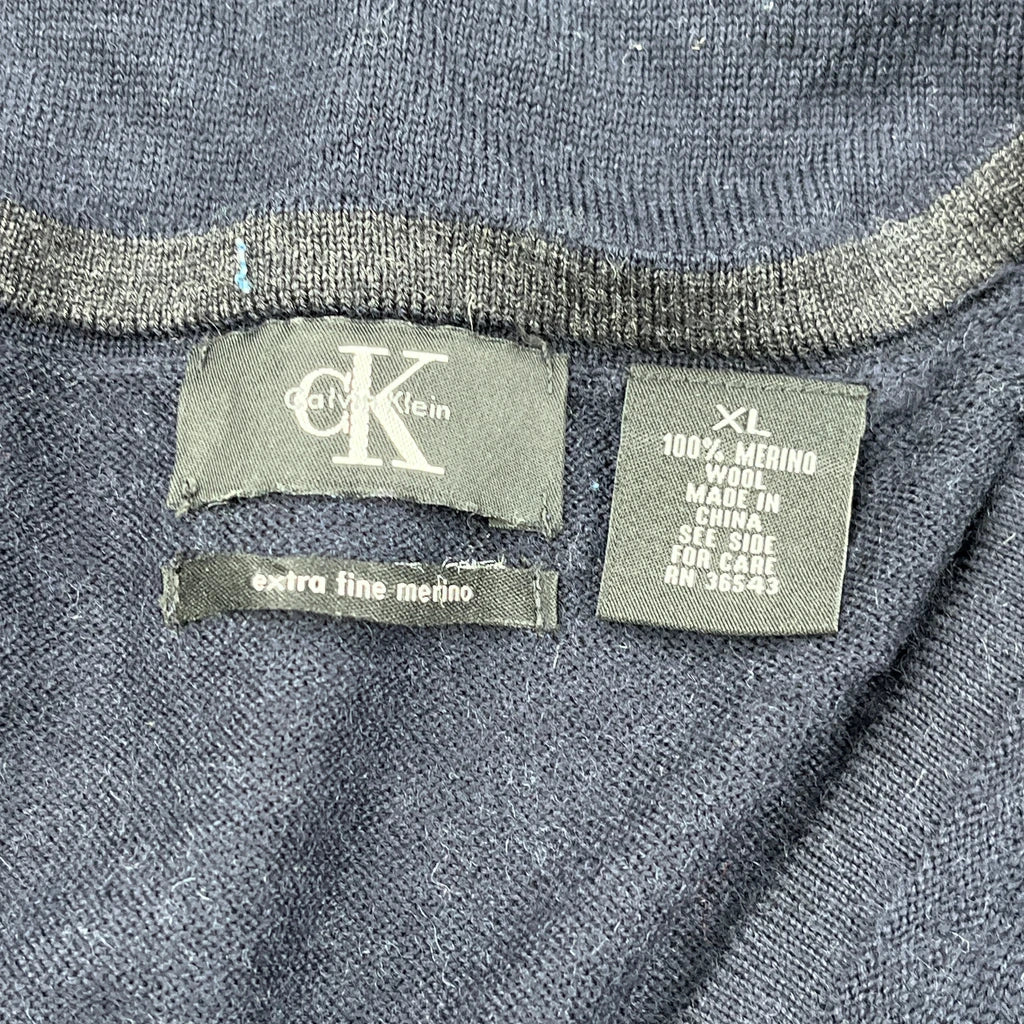 cK
Calvin Klein
extra fine merino
XL
100% MERINO
WOOL
MADE IN
CHINA
SEE SIDE
FOR CARE
RN 36543